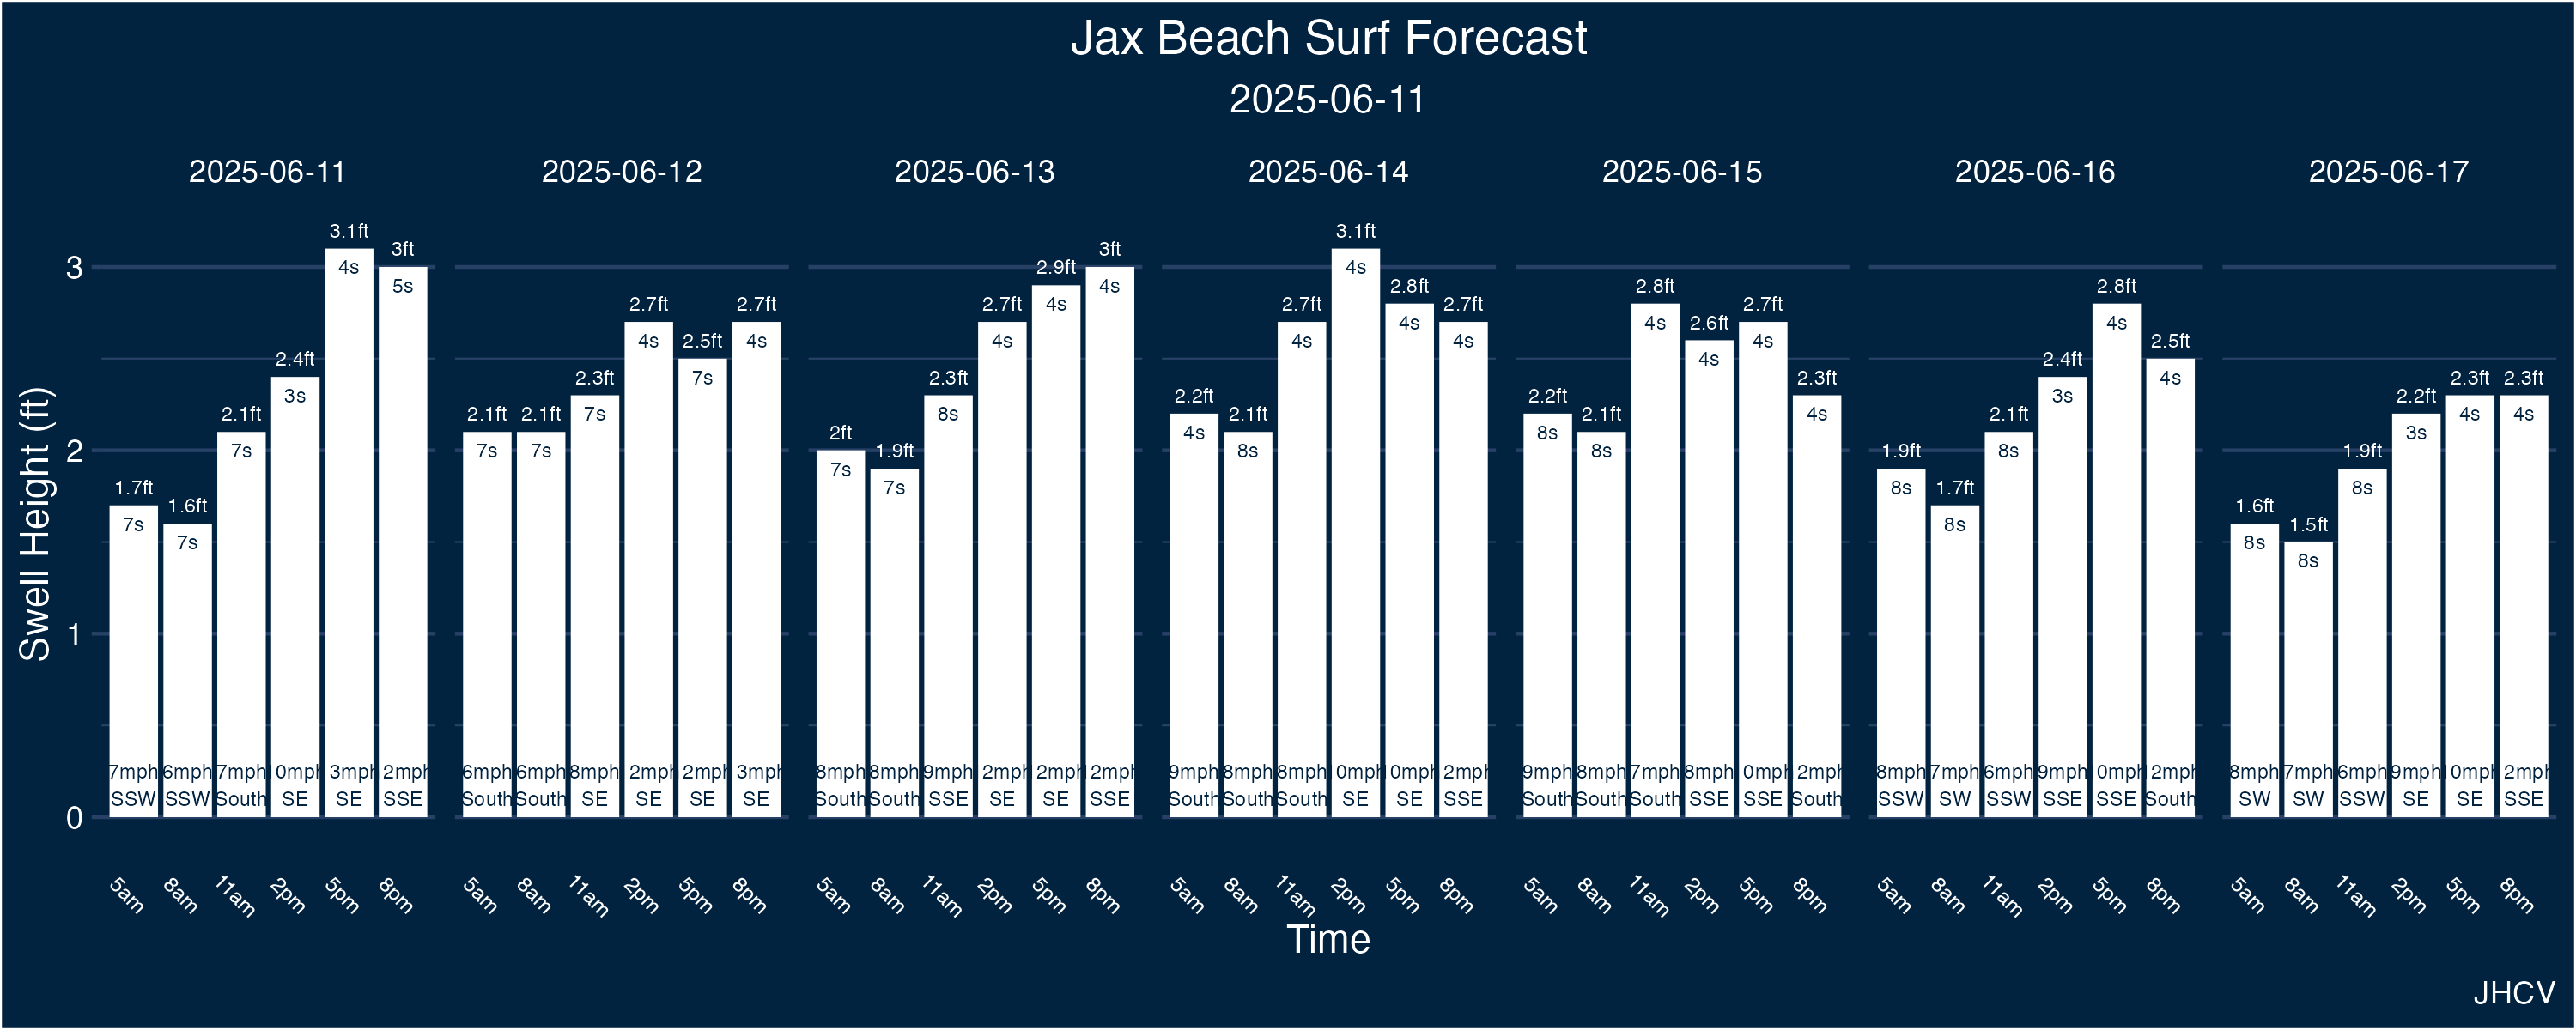 Jax Beach Surf Forecast
2025-06-11
2025-06-11 2025-06-12 2025-06-13 2025-06-14 2025-06-15 2025-06-16 2025-06-17
Swell Height (ft)
3
2
1
0
1.7ft 1.6ft 2.1ft 2.4ft 3.1ft 3ft
7s 7s 7s 3s 4s 5s
7mph 6mph 7mph 0mph 3mph 2mph
SSW SSW South SE SE SSE
2.1ft 2.1ft 2.3ft 2.7ft 2.5ft 2.7ft
7s 7s 7s 4s 7s 4s
6mph 6mph 8mph 2mph 2mph 3mph
South South SE SE SE SE
2ft 1.9ft 2.3ft 2.7ft 2.9ft 3ft
7s 7s 8s 4s 4s 4s
8mph 8mph 9mph 2mph 2mph 2mph
South South SSE SE SE SSE
2.2ft 2.1ft 2.7ft 3.1ft 2.8ft 2.7ft
4s 8s 4s 4s 4s 4s
9mph 8mph 8mph 0mph 0mph 2mph
South South South SE SE SSE
2.2ft 2.1ft 2.8ft 2.6ft 2.7ft 2.3ft
8s 8s 4s 4s 4s 4s
9mph 8mph 7mph 8mph 0mph 2mph
South South South SSE SSE South
1.9ft 1.7ft 2.1ft 2.4ft 2.8ft 2.5ft
8s 8s 8s 3s 4s 4s
8mph 7mph 6mph 9mph 0mph 2mph
SSW SW SSW SSE SSE South
1.6ft 1.5ft 1.9ft 2.2ft 2.3ft 2.3ft
8s 8s 8s 3s 4s 4s
8mph 7mph 6mph 9mph 0mph 2mph
SW SW SSW SE SE SSE
5am 8am 11am 2pm 5pm 8pm
5am 8am 11am 2pm 5pm 8pm
5am 8am 11am 2pm 5pm 8pm
5am 8am 11am 2pm 5pm 8pm
5am 8am 11am 2pm 5pm 8pm
5am 8am 11am 2pm 5pm 8pm
5am 8am 11am 2pm 5pm 8pm
Time
JHCV